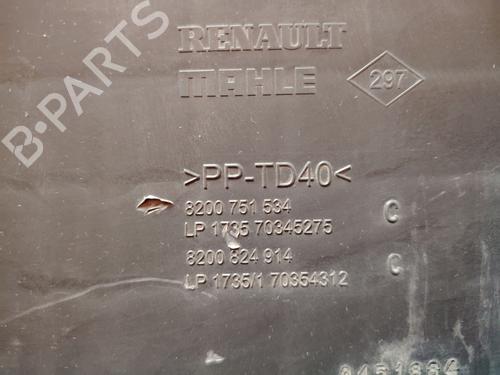 B-PARTS
RENAULT
MAHLE
297
>PP-TD40<
8200 751 534 C
LP 1735 70345275
8200 824 914 C
LP 1735/1 70354312